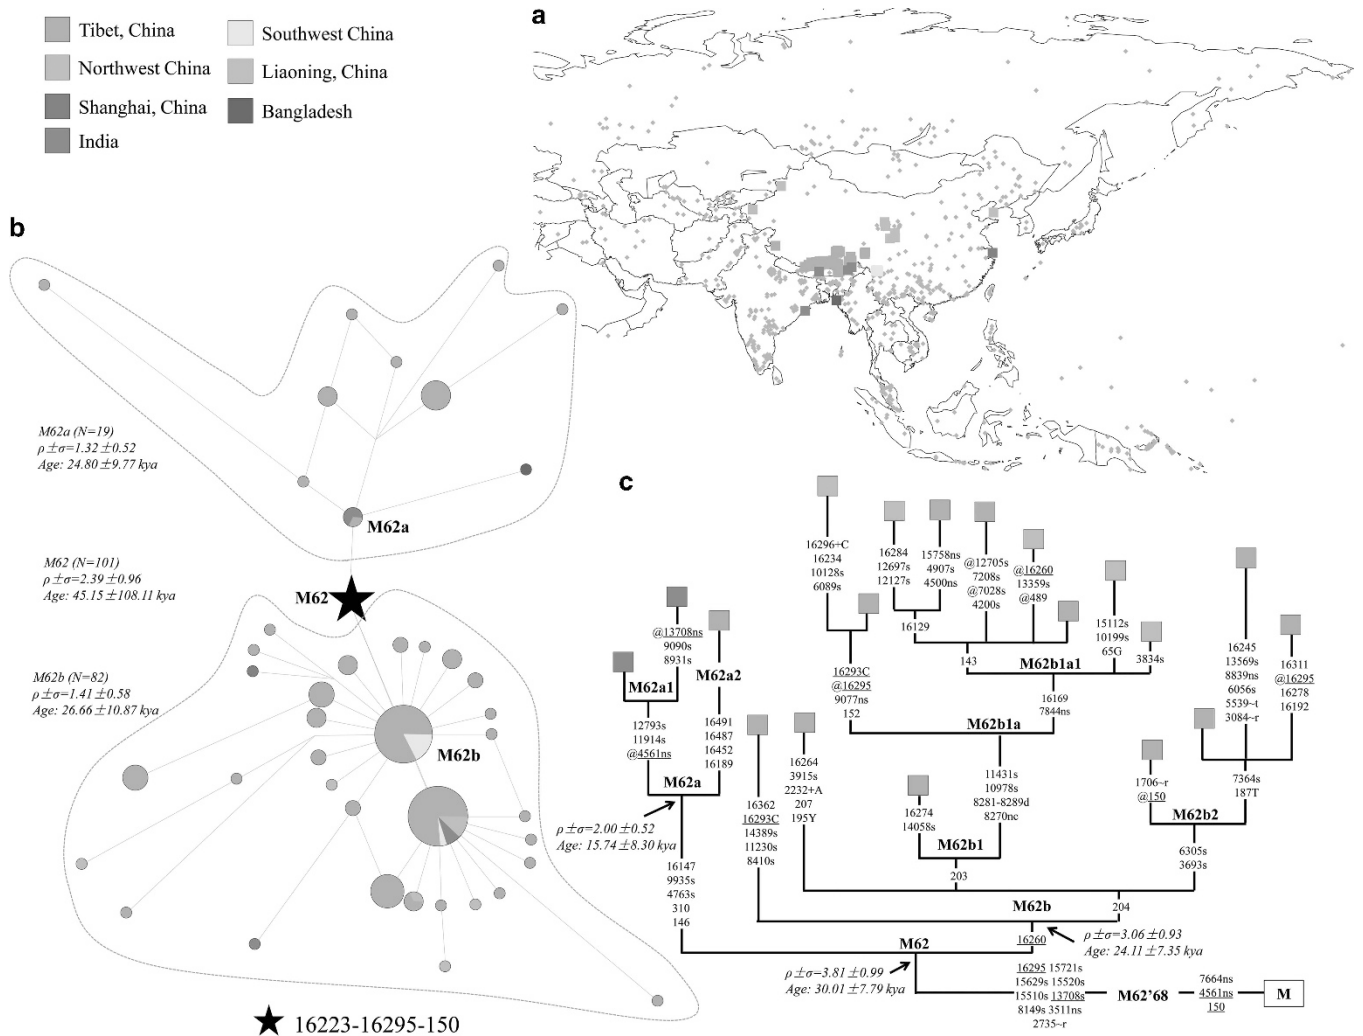 Tibet, China
Northwest China
Shanghai, China
India
Southwest China
Liaoning, China
Bangladesh
a
b
M62a (N=19)
ρ ±σ=1.32 ±0.52
Age: 24.80 ±9.77 kya
M62a
M62 (N=101)
ρ ±σ=2.39 ±0.96
Age: 45.15 ±108.11 kya
M62
M62b (N=82)
ρ ±σ=1.41 ±0.58
Age: 26.66 ±10.87 kya
M62b
16223-16295-150
c
@13708ns
9090s
8931s
M62a1
12793s
11914s
@4561ns
M62a2
16491
16487
16452
16189
M62a
ρ ±σ=2.00 ±0.52
Age: 15.74 ±8.30 kya
16147
9935s
4763s
310
146
16362
16293C
14389s
11230s
8410s
16264
3915s
2232+A
207
195Y
16296+C
16234
10128s
6089s
16293C
@16295
9077ns
152
16284
12697s
12127s
15758ns
4907s
4500ns
16129
@12705s
7208s
@7028s
4200s
@16260
13359s
@489
143
M62b1a1
15112s
10199s
65G
3834s
16169
7844ns
M62b1a
11431s
10978s
8281-8289d
8270nc
16274
14058s
M62b1
203
1706~r
@150
M62b2
16245
13569s
8839ns
6056s
5539~t
3084~r
16311
@16295
16278
16192
7364s
187T
6305s
3693s
204
M62b
16260
ρ ±σ=3.06 ±0.93
Age: 24.11 ±7.35 kya
M62
ρ ±σ=3.81 ±0.99
Age: 30.01 ±7.79 kya
16295 15721s
15629s 15520s
15510s 13708s
8149s 3511ns
2735~r
M62'68
7664ns
4561ns
150
M